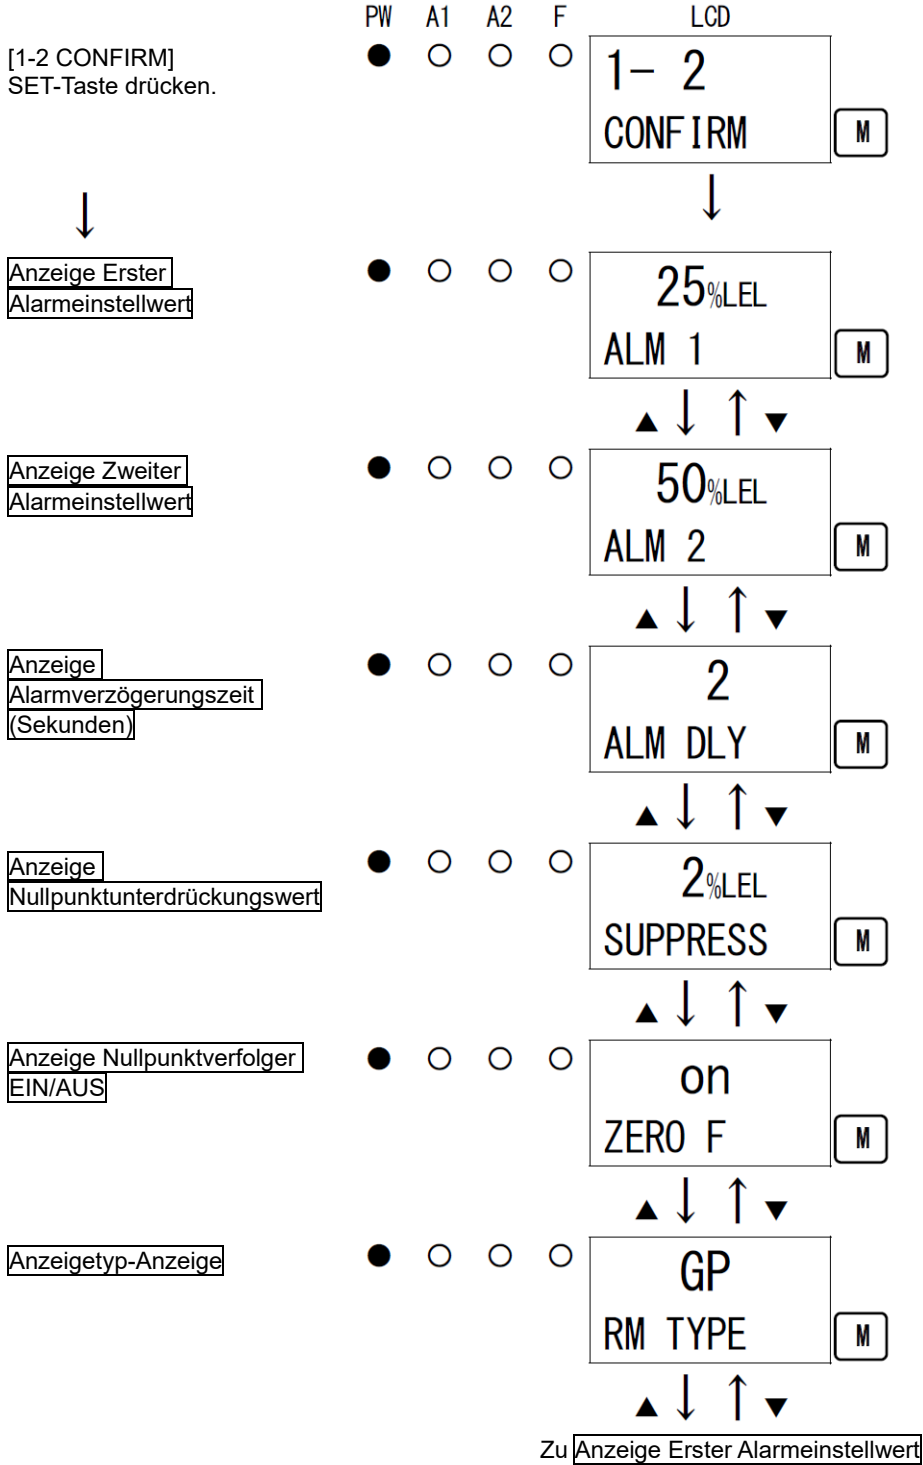 PW A1 A2 F LCD
[1-2 CONFIRM]
SET-Taste drücken.
1- 2
CONFIRM
M
↓ ↓
Anzeige Erster
Alarmeinstellwert
25%LEL
ALM 1
M
▲ ↓ ↑ ▼
Anzeige Zweiter
Alarmeinstellwert
50%LEL
ALM 2
M
▲ ↓ ↑ ▼
Anzeige
Alarmverzögerungszeit
(Sekunden)
2
ALM DLY
M
▲ ↓ ↑ ▼
Anzeige
Nullpunktunterdrückungswert
2%LEL
SUPPRESS
M
▲ ↓ ↑ ▼
Anzeige Nullpunktverfolger
EIN/AUS
on
ZERO F
M
▲ ↓ ↑ ▼
Anzeigetyp-Anzeige
GP
RM TYPE
M
▲ ↓ ↑ ▼
Zu Anzeige Erster Alarmeinstellwert